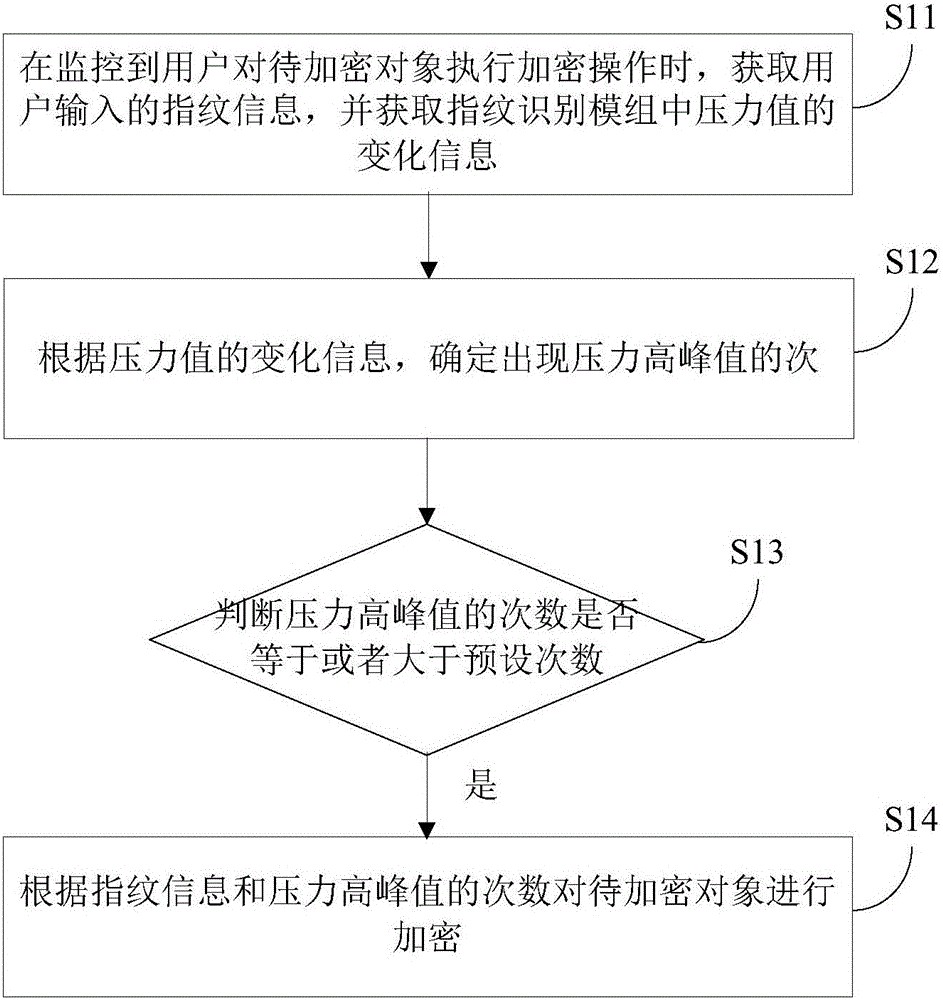 S11
在监控到用户对待加密对象执行加密操作时，获取用
户输入的指纹信息，并获取指纹识别模组中压力值的
变化信息
S12
根据压力值的变化信息，确定出现压力高峰值的次
S13
判断压力高峰值的次数是否
等于或者大于预设次数
是
S14
根据指纹信息和压力高峰值的次数对待加密对象进行
加密